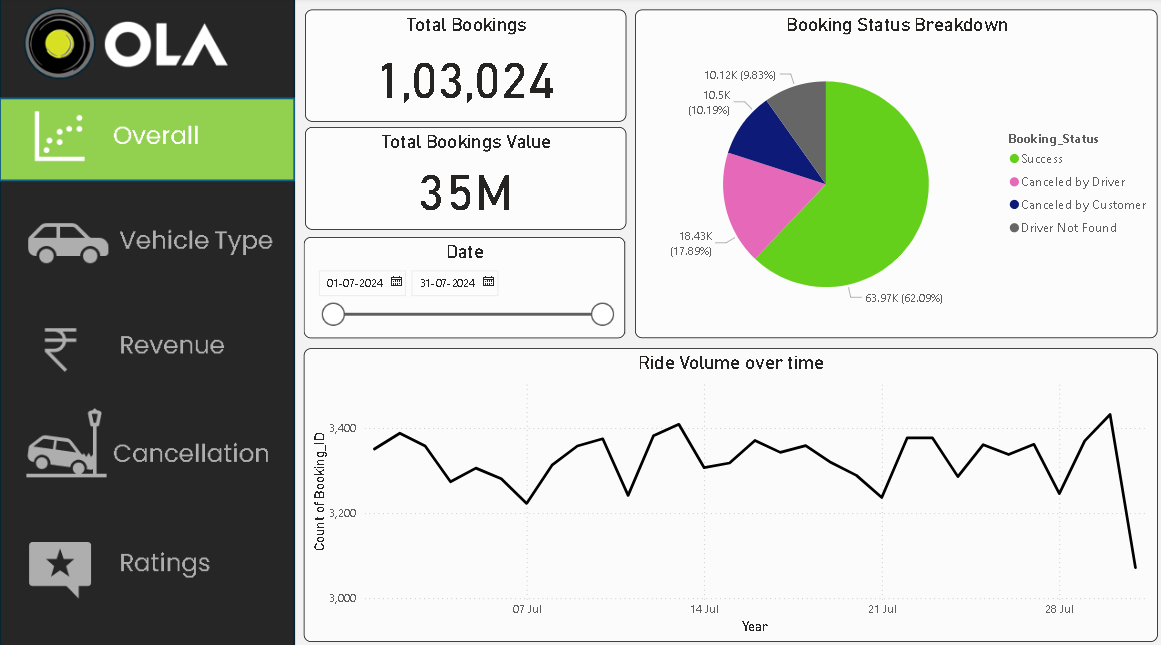 OLA
Overall
Vehicle Type
Revenue
Cancellation
Ratings
Total Bookings
1,03,024
Total Bookings Value
35M
Date
01-07-2024
31-07-2024
Booking Status Breakdown
10.12K (9.83%)
10.5K
(10.19%)
18.43K
(17.89%)
63.97K (62.09%)
Booking_Status
Success
Canceled by Driver
Canceled by Customer
Driver Not Found
Ride Volume over time
Count of Booking_ID
3,400
3,200
3,000
07 Jul
14 Jul
21 Jul
28 Jul
Year